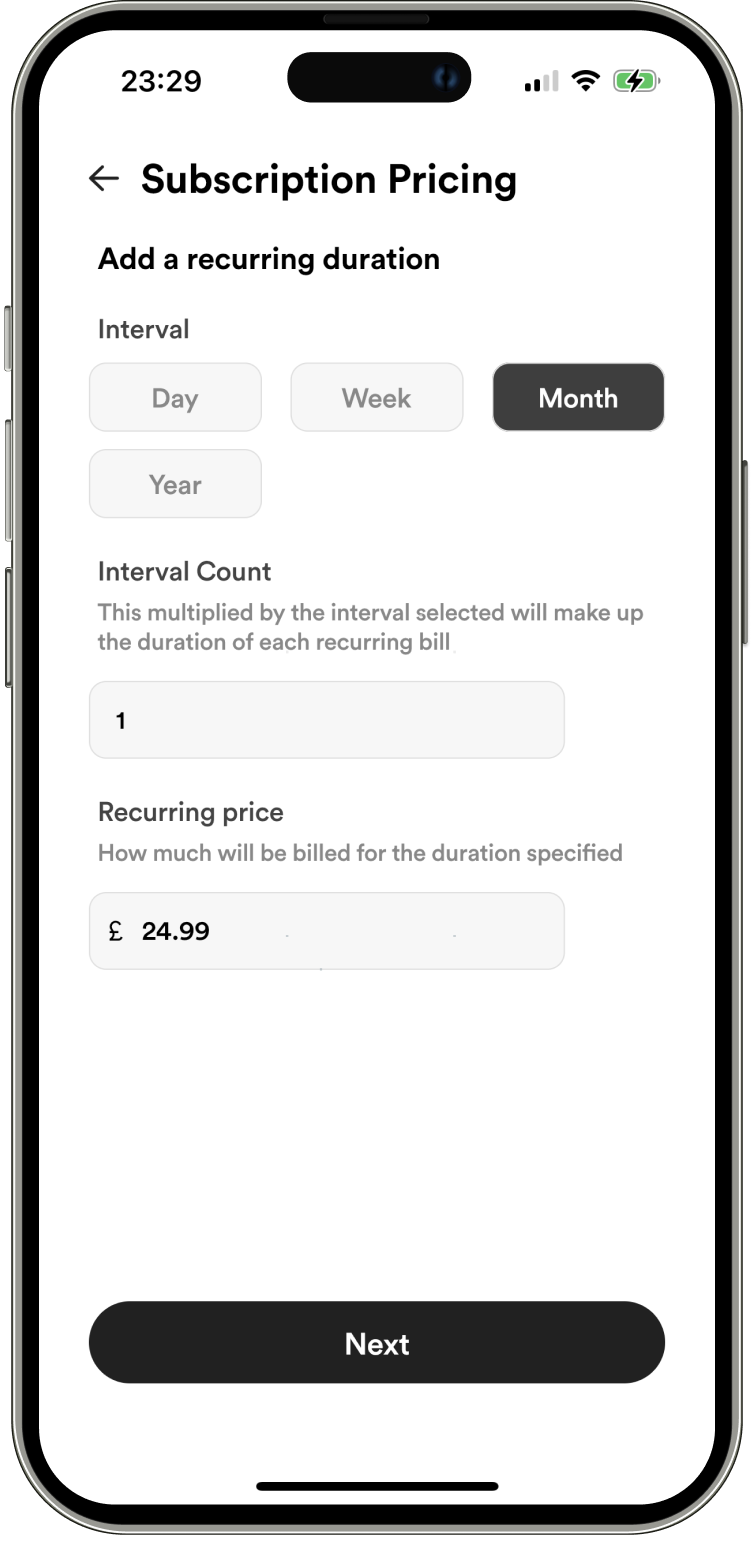 23:29
Subscription Pricing
Add a recurring duration
Interval
Day Week Month
Year
Interval Count
This multiplied by the interval selected will make up
the duration of each recurring bill
1
Recurring price
How much will be billed for the duration specified
£ 24.99
Next